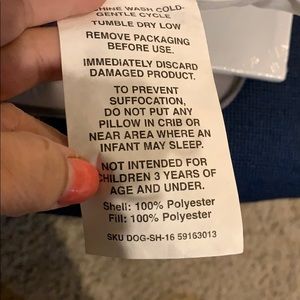 HINE WASH COLD-
GENTLE CYCLE
TUMBLE DRY LOW
REMOVE PACKAGING
BEFORE USE.
IMMEDIATELY DISCARD
DAMAGED PRODUCT.
TO PREVENT
SUFFOCATION,
DO NOT PUT ANY
PILLOW IN CRIB OR
NEAR AREA WHERE AN
INFANT MAY SLEEP.
NOT INTENDED FOR
CHILDREN 3 YEARS OF
AGE AND UNDER.
Shell: 100% Polyester
Fill: 100% Polyester
SKU DOG-SH-16 59163013